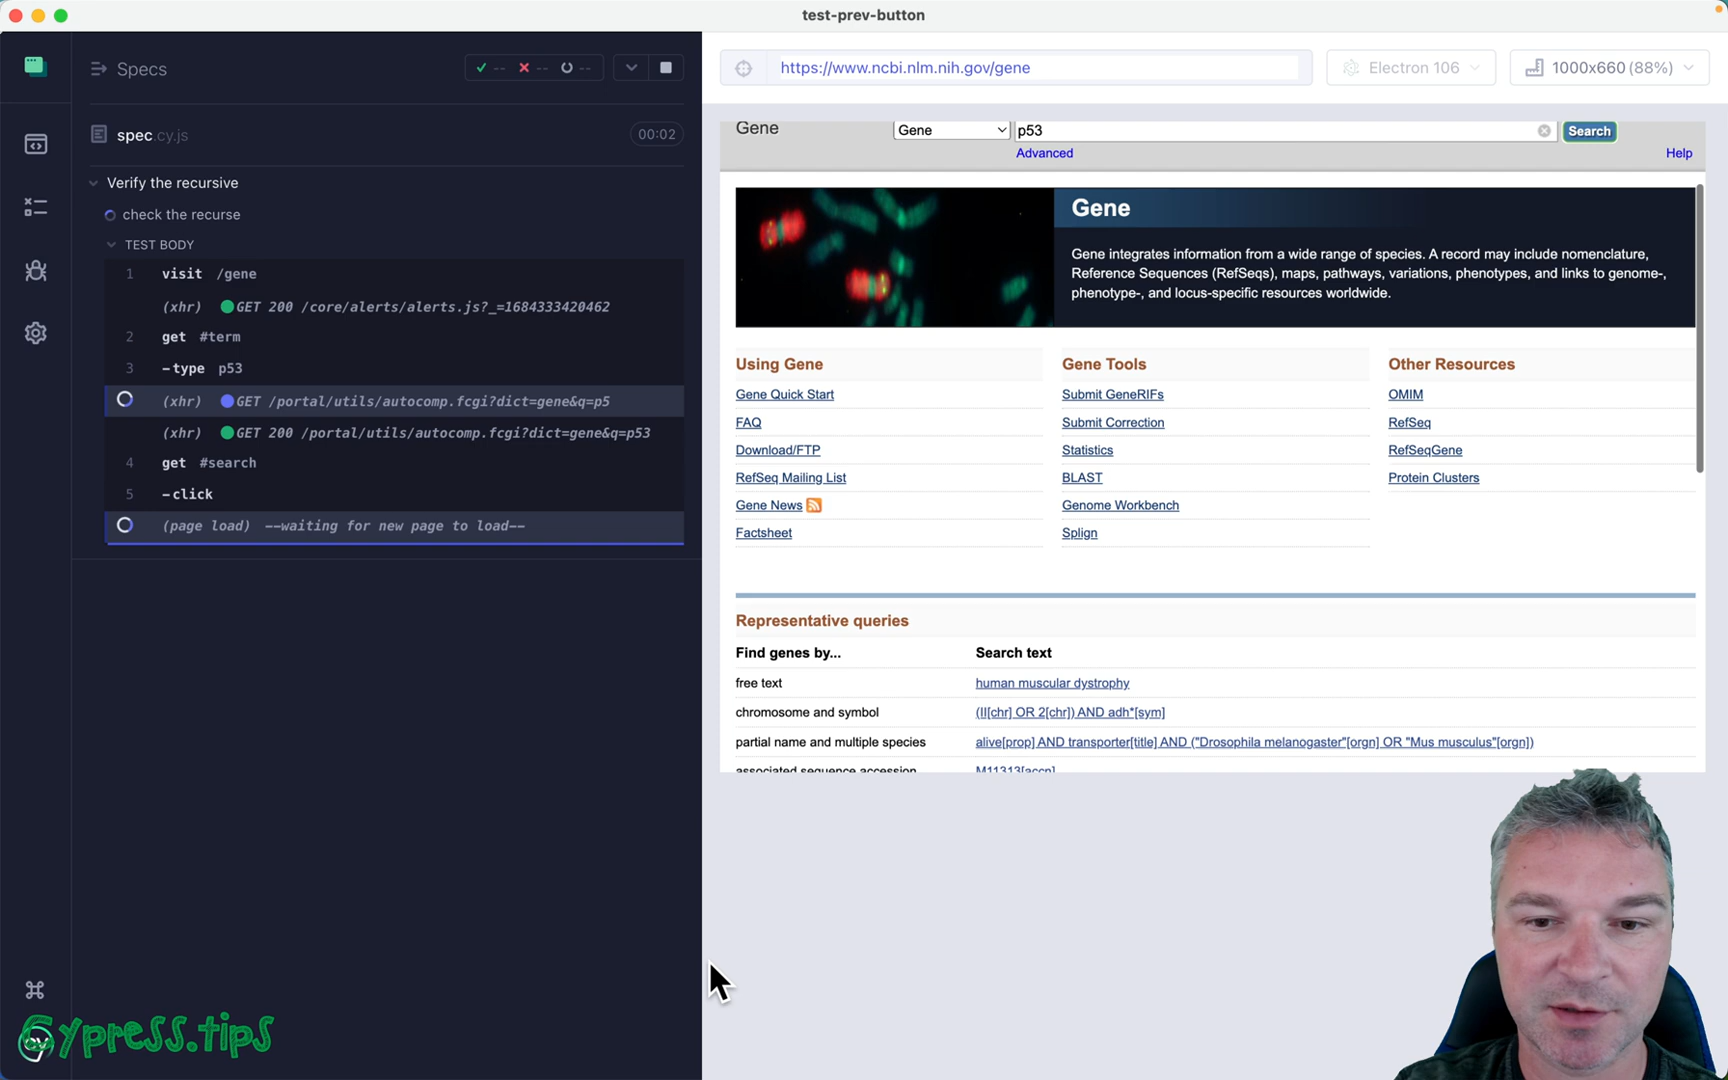 test-prev-button
Specs
-- -- --
spec.cy.js
00:02
Verify the recursive
check the recurse
TEST BODY
1 visit /gene
(xhr) GET 200 /core/alerts/alerts.js?_=1684333420462
2 get #term
3 -type p53
(xhr) GET /portal/utils/autocomp.fcgi?dict=gene&q=p5
(xhr) GET 200 /portal/utils/autocomp.fcgi?dict=gene&q=p53
4 get #search
5 -click
(page load) --waiting for new page to load--
Cypress.tips
https://www.ncbi.nlm.nih.gov/gene
Electron 106
1000x660 (88%)
Gene
Gene
p53
Search
Advanced
Help
Gene
Gene integrates information from a wide range of species. A record may include nomenclature,
Reference Sequences (RefSeqs), maps, pathways, variations, phenotypes, and links to genome-,
phenotype-, and locus-specific resources worldwide.
Using Gene
Gene Quick Start
FAQ
Download/FTP
RefSeq Mailing List
Gene News
Factsheet
Gene Tools
Submit GeneRIFs
Submit Correction
Statistics
BLAST
Genome Workbench
Splign
Other Resources
OMIM
RefSeq
RefSeqGene
Protein Clusters
Representative queries
Find genes by... Search text
free text human muscular dystrophy
chromosome and symbol (II[chr] OR 2[chr]) AND adh*[sym]
partial name and multiple species alive[prop] AND transporter[title] AND ("Drosophila melanogaster"[orgn] OR "Mus musculus"[orgn])
associated sequence accession M11313[accn]